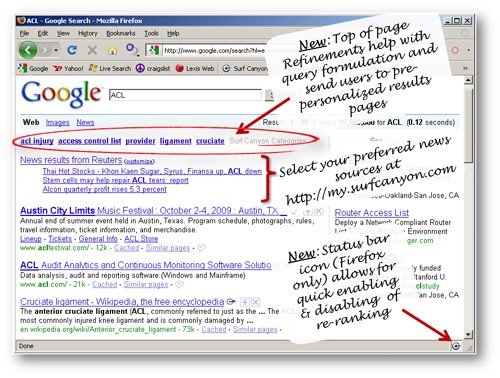 ACL - Google Search - Mozilla Firefox
File Edit View History Bookmarks Tools Help
http://www.google.com/search?hl=e
Google Yahoo! Live Search craigslist Lexis Web Google
New: Top of page
Refinements help with
query formulation and
send users to pre-
personalized results
pages
Google
ACL
Web Images News
Results 1 - 10 of about for ACL. (0.12 seconds)
acl injury access control list provider ligament cruciate Surf Canyon Categories
News results from Reuters (customize)
Thai Hot Stocks - Khon Kaen Sugar, Syrus, Finansa up, ACL down
Stem cells may help repair ACL tears: report
Alcon quarterly profit rises 5.3 percent
Select your preferred news
sources at
http://my.surfcanyon.com
Oakland-San Jose, CA
Austin City Limits Music Festival : October 2-4, 2009 : Austin, TX
Annual end of summer event held in Austin, Texas. Program schedule, photographs, rules,
travel information, ticket information, and merchandise.
Lineup - Tickets - General Info - ACL Store
www.aclfestival.com/ - 12k - Cached - Similar pages -
Router Access List
Deploy a Network Compliant Router
List Environment
.com
-San Jose, CA
ACL Audit Analytics and Continuous Monitoring Software Solutio
Data analysis, audit and reporting software (Windows and Mainframe)
www.acl.com/ - 21k - Cached - Similar pages -
Cruciate ligament - Wikipedia, the free encyclopedia
The anterior cruciate ligament (ACL, commonly referred to just as the ... The
most commonly injured knee ligament and is commonly damaged by ...
en.wikipedia.org/wiki/Anterior_cruciate_ligament - 73k - Cached - Similar pages -
New: Status bar
icon (Firefox
only) allows for
quick enabling
& disabling of
re-ranking
funded
Stanford U.
study
-San Jose, CA
Done